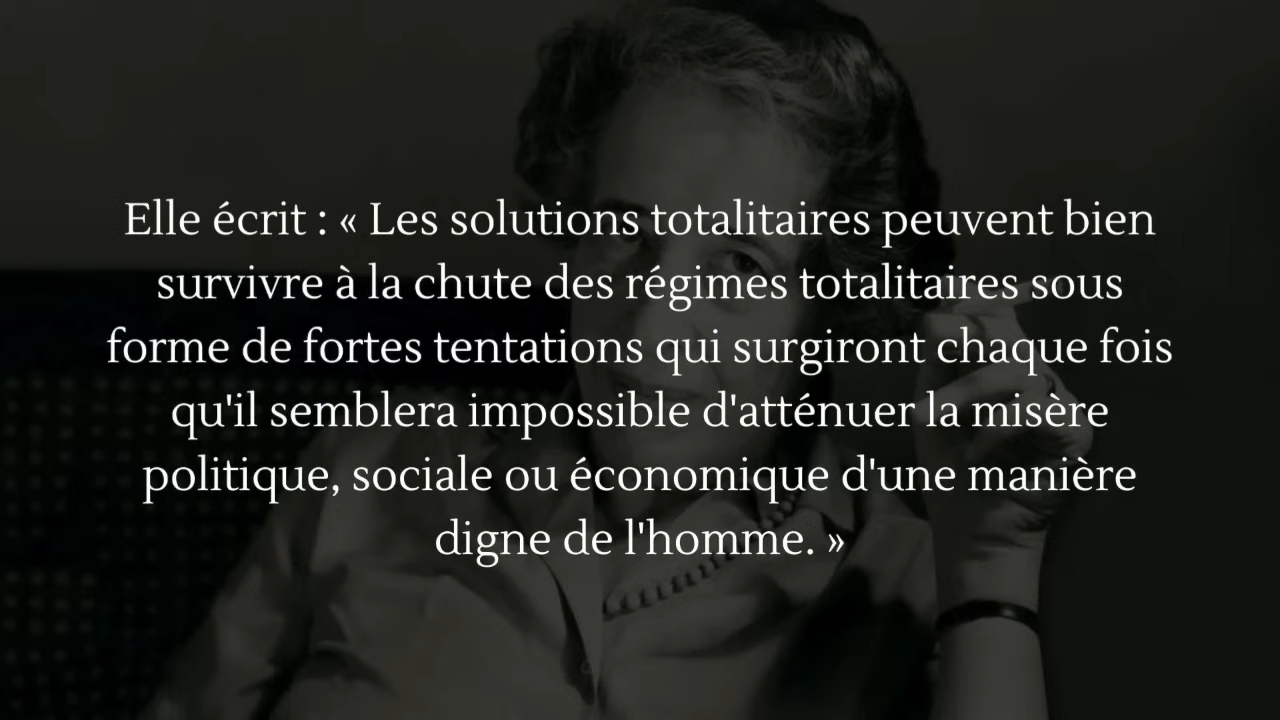 Elle écrit : « Les solutions totalitaires peuvent bien
survivre à la chute des régimes totalitaires sous
forme de fortes tentations qui surgiront chaque fois
qu'il semblera impossible d'atténuer la misère
politique, sociale ou économique d'une manière
digne de l'homme. »